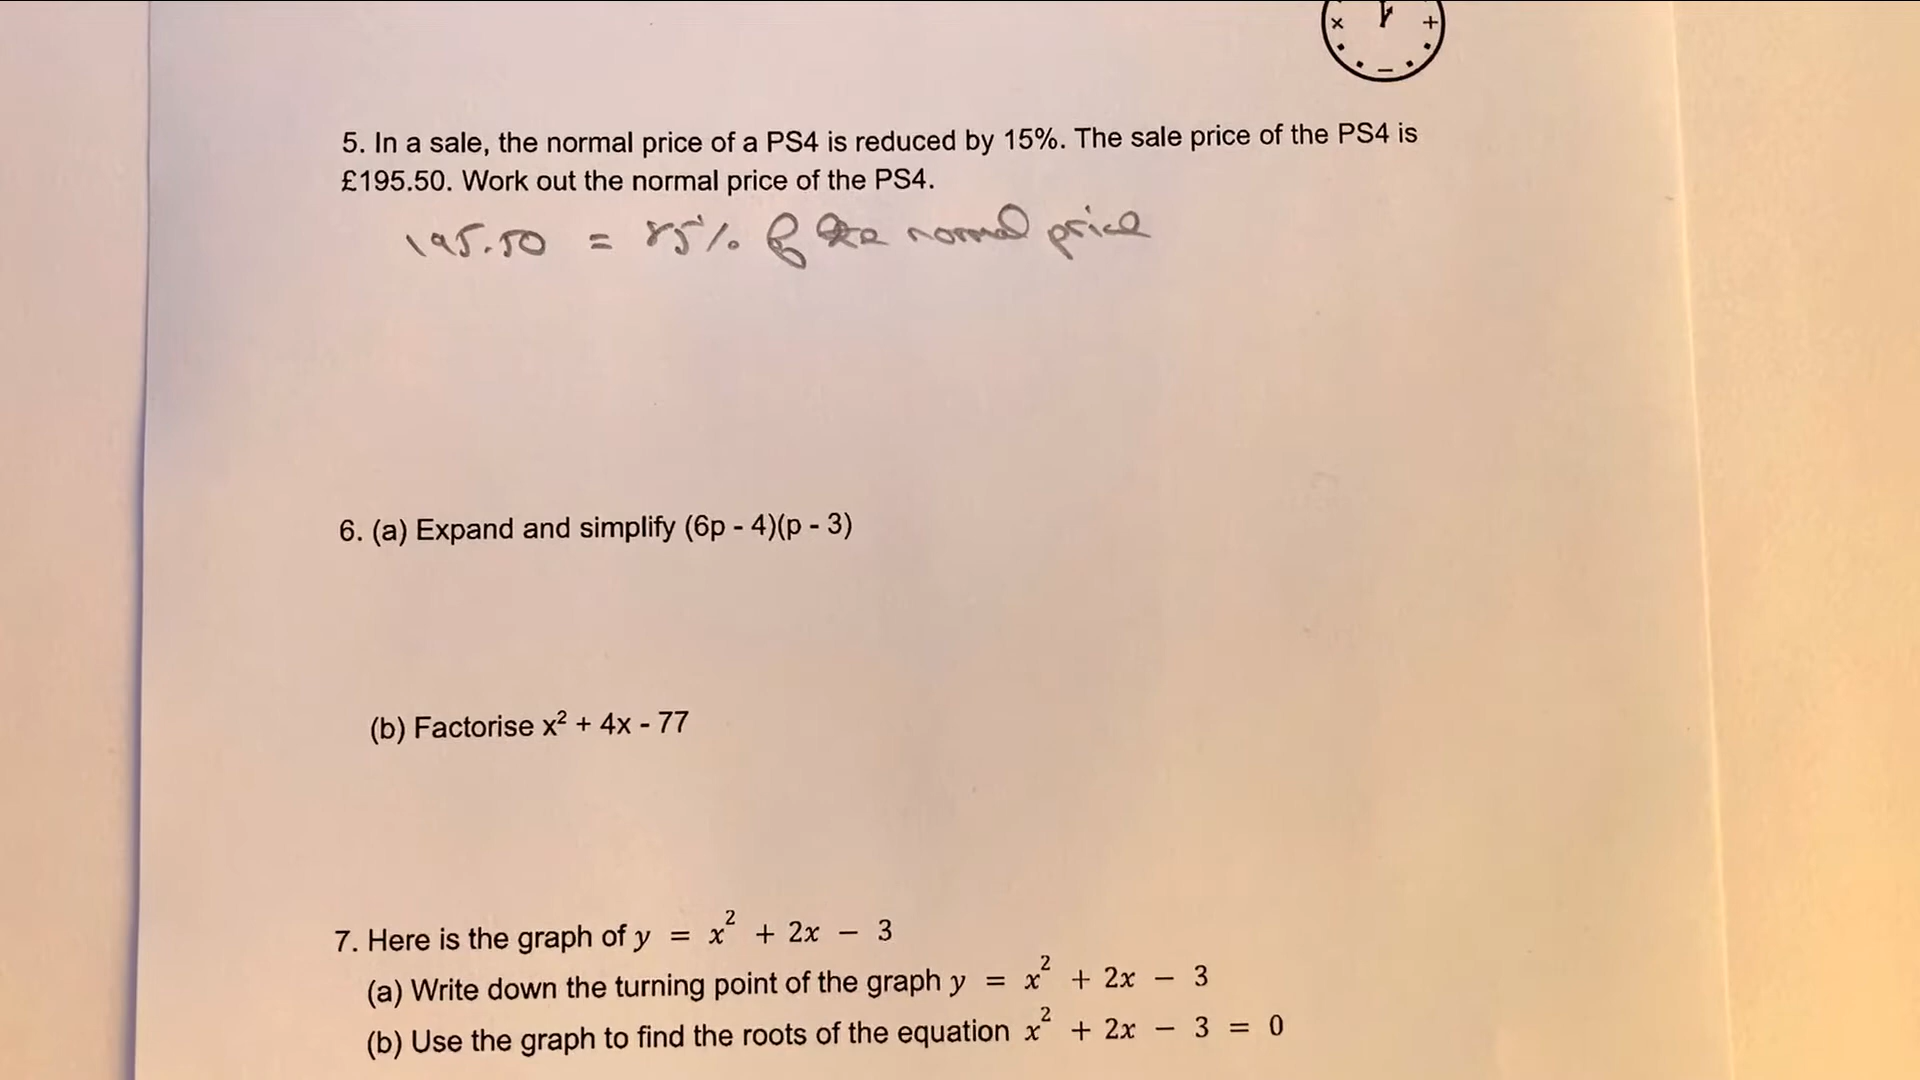 × +
−
5. In a sale, the normal price of a PS4 is reduced by 15%. The sale price of the PS4 is
£195.50. Work out the normal price of the PS4.
195.50 = 85% of the normal price
6. (a) Expand and simplify (6p - 4)(p - 3)
(b) Factorise x² + 4x - 77
7. Here is the graph of y = x² + 2x − 3
(a) Write down the turning point of the graph y = x² + 2x − 3
(b) Use the graph to find the roots of the equation x² + 2x − 3 = 0